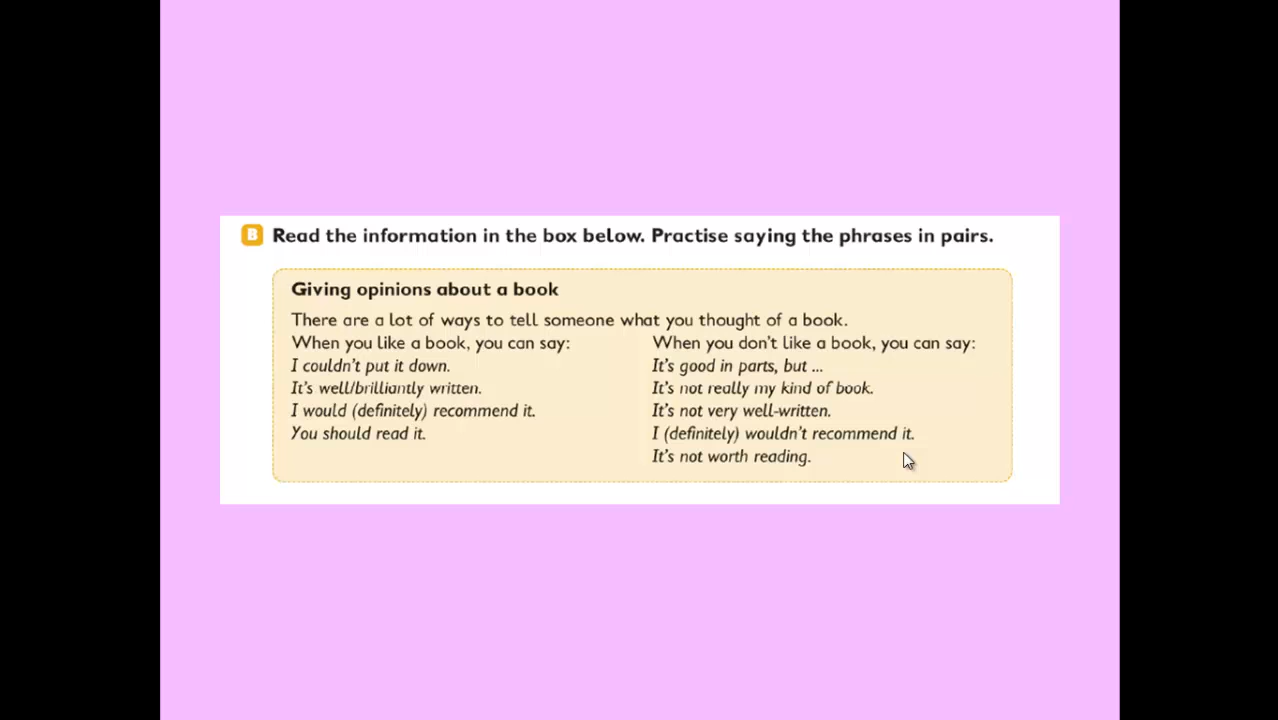 B Read the information in the box below. Practise saying the phrases in pairs.
Giving opinions about a book
There are a lot of ways to tell someone what you thought of a book.
When you like a book, you can say:
I couldn't put it down.
It's well/brilliantly written.
I would (definitely) recommend it.
You should read it.
When you don't like a book, you can say:
It's good in parts, but ...
It's not really my kind of book.
It's not very well-written.
I (definitely) wouldn't recommend it.
It's not worth reading.